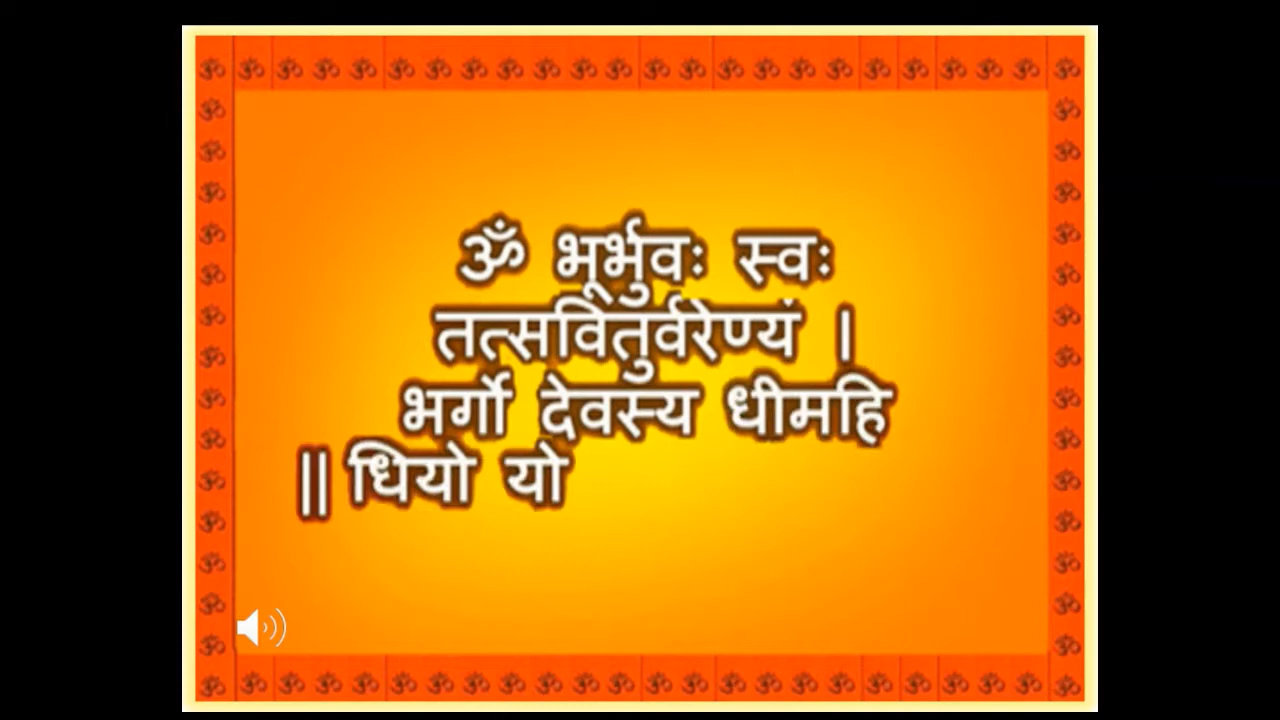 ॐ भूर्भुवः स्वः
तत्सवितुर्वरेण्यं ।
भर्गो देवस्य धीमहि
॥ धियो यो